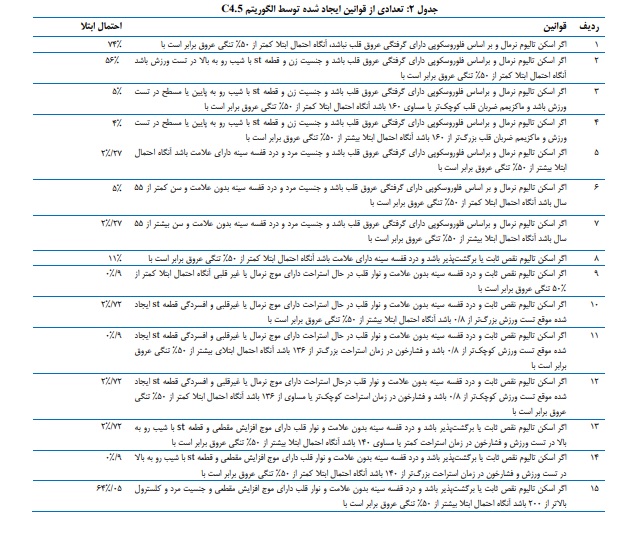 جدول ۲: تعدادی از قوانین ایجاد شده توسط الگوریتم C4.5
ردیف قوانین احتمال ابتلا
۱ اگر اسکن تالیوم نرمال و بر اساس فلوروسکوپی دارای گرفتگی عروق قلب نباشد، آنگاه احتمال ابتلا کمتر از ۵۰٪ تنگی عروق برابر است با ۷۴٪
۲ اگر اسکن تالیوم نرمال و براساس فلوروسکوپی دارای گرفتگی عروق قلب باشد و جنسیت زن و قطعه st با شیب رو به بالا در تست ورزش باشد ۵۶٪
آنگاه احتمال ابتلا کمتر از ۵۰٪ تنگی عروق برابر است با
۳ اگر اسکن تالیوم نرمال و براساس فلوروسکوپی دارای گرفتگی عروق قلب باشد و جنسیت زن و قطعه st با شیب رو به پایین یا مسطح در تست ۵٪
ورزش باشد و ماکزیمم ضربان قلب کوچک‌تر یا مساوی ۱۶۰ باشد آنگاه احتمال ابتلا کمتر از ۵۰٪ تنگی عروق برابر است با
۴ اگر اسکن تالیوم نرمال و براساس فلوروسکوپی دارای گرفتگی عروق قلب باشد و جنسیت زن و قطعه st با شیب رو به پایین یا مسطح در تست ۴٪
ورزش و ماکزیمم ضربان قلب بزرگ‌تر از ۱۶۰ باشد آنگاه احتمال ابتلا بیشتر از ۵۰٪ تنگی عروق برابر است با
۵ اگر اسکن تالیوم نرمال و براساس فلوروسکوپی دارای گرفتگی عروق قلب باشد و جنسیت مرد و درد قفسه سینه دارای علامت باشد آنگاه احتمال ۲٪/۲۷
ابتلا بیشتر از ۵۰٪ تنگی عروق برابر است با
۶ اگر اسکن تالیوم نرمال و بر اساس فلوروسکوپی دارای گرفتگی عروق قلب باشد و جنسیت مرد و درد قفسه سینه بدون علامت و سن کمتر از ۵۵ ۵٪
سال باشد آنگاه احتمال ابتلا کمتر از ۵۰٪ تنگی عروق برابر است با
۷ اگر اسکن تالیوم نرمال و براساس فلوروسکوپی دارای گرفتگی عروق قلب باشد و جنسیت مرد و درد قفسه سینه بدون علامت و سن بیشتر از ۵۵ ۲٪/۲۷
سال باشد آنگاه احتمال ابتلا بیشتر از ۵۰٪ تنگی عروق برابر است با
۸ اگر اسکن تالیوم نقص ثابت یا برگشت‌پذیر باشد و درد قفسه سینه دارای علامت باشد آنگاه احتمال ابتلا کمتر از ۵۰٪ تنگی عروق برابر است با ۱۱٪
۹ اگر اسکن تالیوم نقص ثابت و درد قفسه سینه بدون علامت و نوار قلب در حال استراحت دارای موج نرمال یا غیر قلبی آنگاه احتمال ابتلا کمتر از ۰٪/۹
۵۰٪ تنگی عروق برابر است با
۱۰ اگر اسکن تالیوم نقص ثابت و درد قفسه سینه بدون علامت و نوار قلب در حال استراحت دارای موج نرمال یا غیرقلبی و افسردگی قطعه st ایجاد ۲٪/۷۲
شده موقع تست ورزش بزرگ‌تر از ۰/۸ باشد آنگاه احتمال ابتلا بیشتر از ۵۰٪ تنگی عروق برابر است با
۱۱ اگر اسکن تالیوم نقص ثابت و درد قفسه سینه بدون علامت و نوار قلب در حال استراحت دارای موج نرمال یا غیرقلبی و افسردگی قطعه st ایجاد ۰٪/۹
شده موقع تست ورزش کوچک‌تر از ۰/۸ باشد و فشارخون در زمان استراحت بزرگ‌تر از ۱۳۶ باشد آنگاه احتمال ابتلای بیشتر از ۵۰٪ تنگی عروق
برابر است با
۱۲ اگر اسکن تالیوم نقص ثابت و درد قفسه سینه بدون علامت و نوار قلب درحال استراحت دارای موج نرمال یا غیرقلبی و افسردگی قطعه st ایجاد ۲٪/۷۲
شده موقع تست ورزش کوچک‌تر از ۰/۸ باشد و فشارخون در زمان استراحت کوچک‌تر یا مساوی از ۱۳۶ باشد آنگاه احتمال ابتلا کمتر از ۵۰٪ تنگی
عروق برابر است با
۱۳ اگر اسکن تالیوم نقص ثابت یا برگشت‌پذیر باشد و درد قفسه سینه بدون علامت و نوار قلب دارای موج افزایش مقطعی و قطعه st با شیب رو به ۲٪/۷۲
بالا در تست ورزش و فشارخون در زمان استراحت کمتر یا مساوی ۱۴۰ باشد آنگاه احتمال ابتلا بیشتر از ۵۰٪ تنگی عروق برابر است با
۱۴ اگر اسکن تالیوم نقص ثابت یا برگشت‌پذیر باشد و درد قفسه سینه بدون علامت و نوار قلب دارای موج افزایش مقطعی و قطعه st با شیب رو به بالا ۰٪/۹
در تست ورزش و فشارخون در زمان استراحت بزرگ‌تر از ۱۴۰ باشد آنگاه احتمال ابتلا کمتر از ۵۰٪ تنگی عروق برابر است با
۱۵ اگر اسکن تالیوم نقص ثابت یا برگشت‌پذیر باشد و درد قفسه سینه بدون علامت و نوار قلب دارای موج افزایش مقطعی و جنسیت مرد و کلسترول ۶۴٪/۰۵
بالاتر از ۲۰۰ باشد آنگاه احتمال ابتلا بیشتر از ۵۰٪ تنگی عروق برابر است با